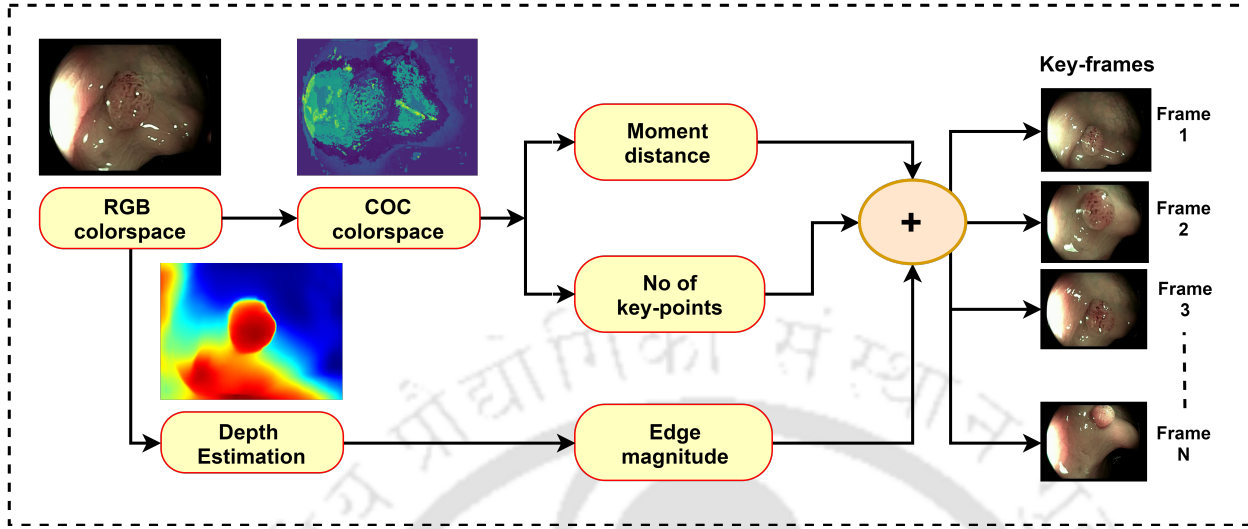 Key-frames
Frame
1
Moment
distance
RGB
colorspace
COC
colorspace
+
Frame
2
No of
key-points
Frame
3
Depth
Estimation
Edge
magnitude
Frame
N